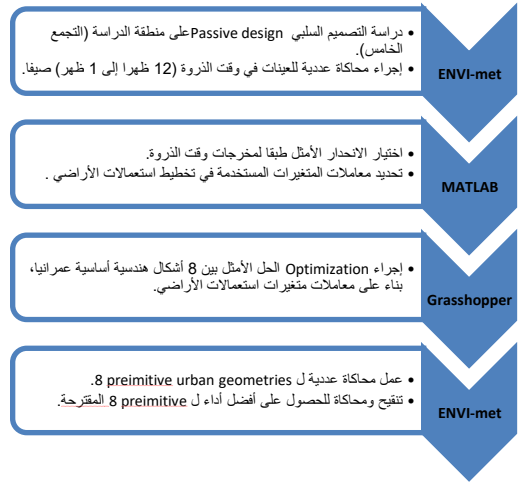 • دراسة التصميم السلبي Passive designعلى منطقة الدراسة (التجمع
الخامس).
• إجراء محاكاة عددية للعينات في وقت الذروة (12 ظهرا إلى 1 ظهر) صيفا.
ENVI-met
• اختيار الانحدار الأمثل طبقا لمخرجات وقت الذروة.
• تحديد معاملات المتغيرات المستخدمة في تخطيط استعمالات الأراضي .
MATLAB
• إجراء Optimization الحل الأمثل بين 8 أشكال هندسية أساسية عمرانيا،
بناء على معاملات متغيرات استعمالات الأراضي.
Grasshopper
• عمل محاكاة عددية ل 8 preimitive urban geometries.
• تنقيح ومحاكاة للحصول على أفضل أداء ل 8 preimitive المقترحة.
ENVI-met